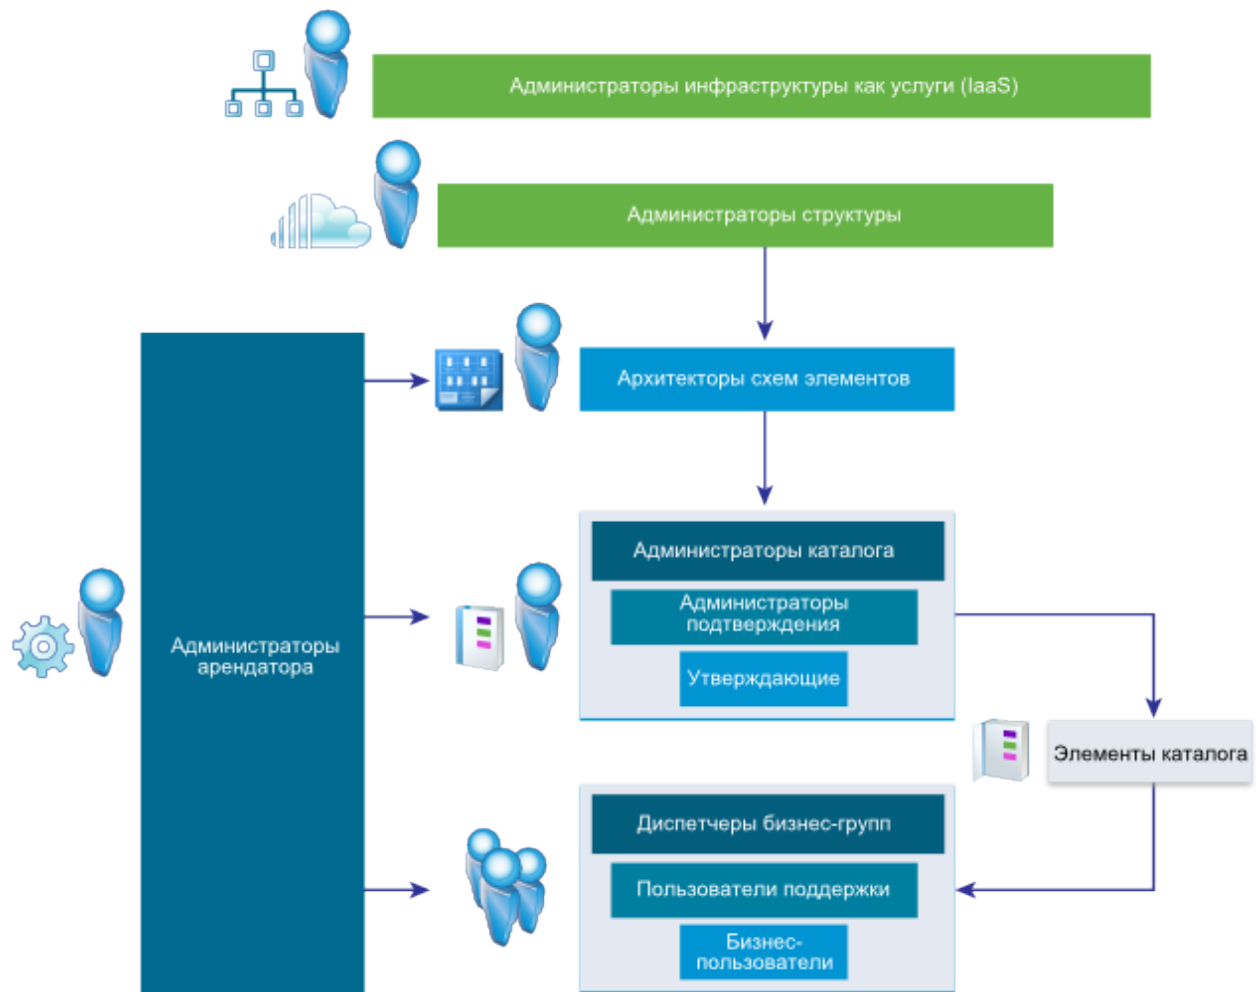 Администраторы инфраструктуры как услуги (IaaS)
Администраторы структуры
Архитекторы схем элементов
Администраторы каталога
Администраторы
подтверждения
Утверждающие
Администраторы
арендатора
Элементы каталога
Диспетчеры бизнес-групп
Пользователи поддержки
Бизнес-
пользователи